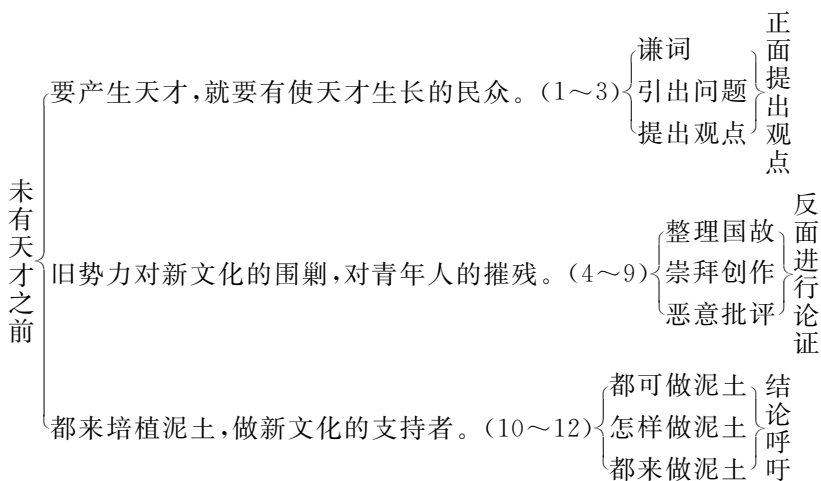 未有天才之前
要产生天才,就要有使天才生长的民众。(1～3)
谦词
引出问题
提出观点
正面提出观点
旧势力对新文化的围剿,对青年人的摧残。(4～9)
整理国故
崇拜创作
恶意批评
反面进行论证
都来培植泥土,做新文化的支持者。(10～12)
都可做泥土
怎样做泥土
都来做泥土
结论呼吁